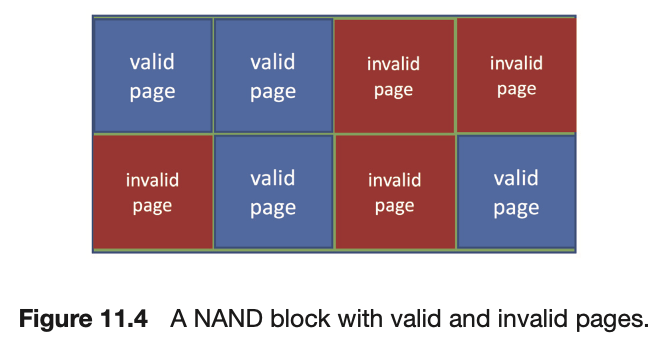 valid
page
valid
page
invalid
page
invalid
page
invalid
page
valid
page
invalid
page
valid
page
Figure 11.4 A NAND block with valid and invalid pages.